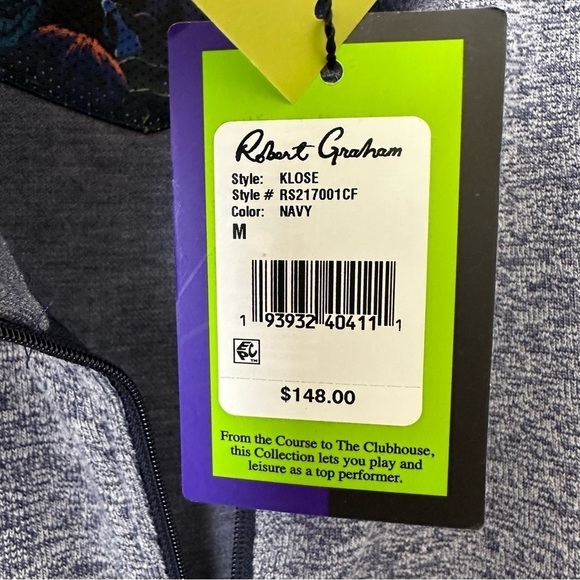 Robert Graham
Style: KLOSE
Style # RS217001CF
Color: NAVY
M
1 93932 40411 1
$148.00
From the Course to The Clubhouse,
this Collection lets you play and
leisure as a top performer.